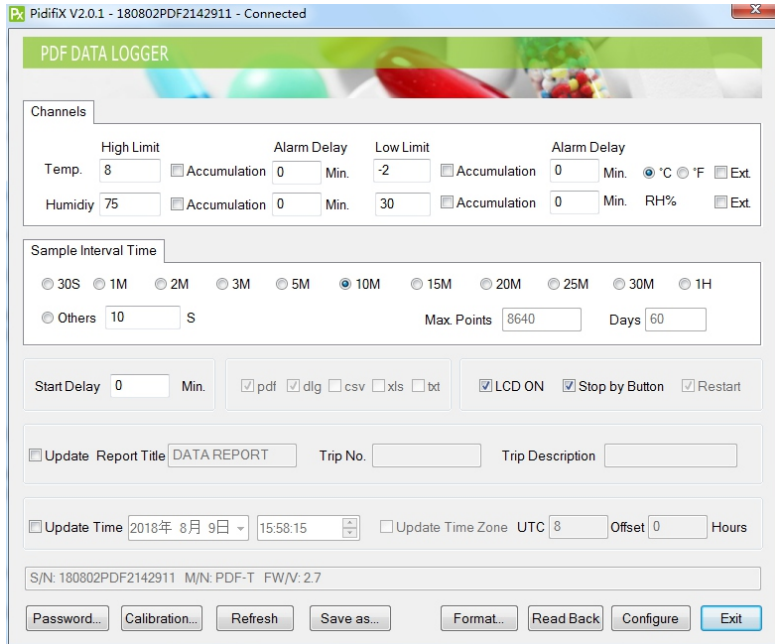 Px PidifiX V2.0.1 - 180802PDF2142911 - Connected
PDF DATA LOGGER
Channels
High Limit Alarm Delay Low Limit Alarm Delay
Temp. 8 Accumulation 0 Min. -2 Accumulation 0 Min. °C °F Ext.
Humidiy 75 Accumulation 0 Min. 30 Accumulation 0 Min. RH% Ext.
Sample Interval Time
30S 1M 2M 3M 5M 10M 15M 20M 25M 30M 1H
Others 10 S Max. Points 8640 Days 60
Start Delay 0 Min. pdf dlg csv xls txt LCD ON Stop by Button Restart
Update Report Title DATA REPORT Trip No. Trip Description
Update Time 2018年 8月 9日 15:58:15 Update Time Zone UTC 8 Offset 0 Hours
S/N: 180802PDF2142911 M/N: PDF-T FW/V: 2.7
Password... Calibration... Refresh Save as... Format... Read Back Configure Exit